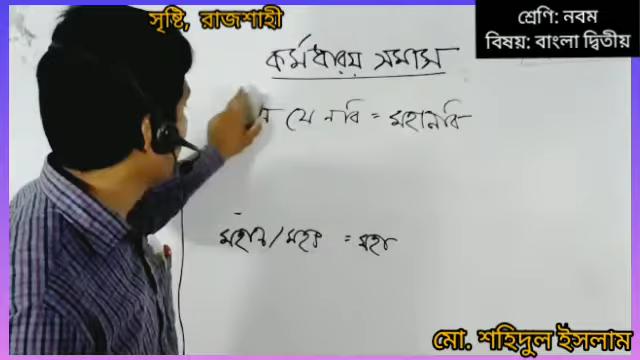 সৃষ্টি, রাজশাহী
শ্রেণি: নবম
বিষয়: বাংলা দ্বিতীয়
কর্মধারয় সমাস
যে নবি = মহানবি
মহান/মহৎ = মহা
মো. শহিদুল ইসলাম